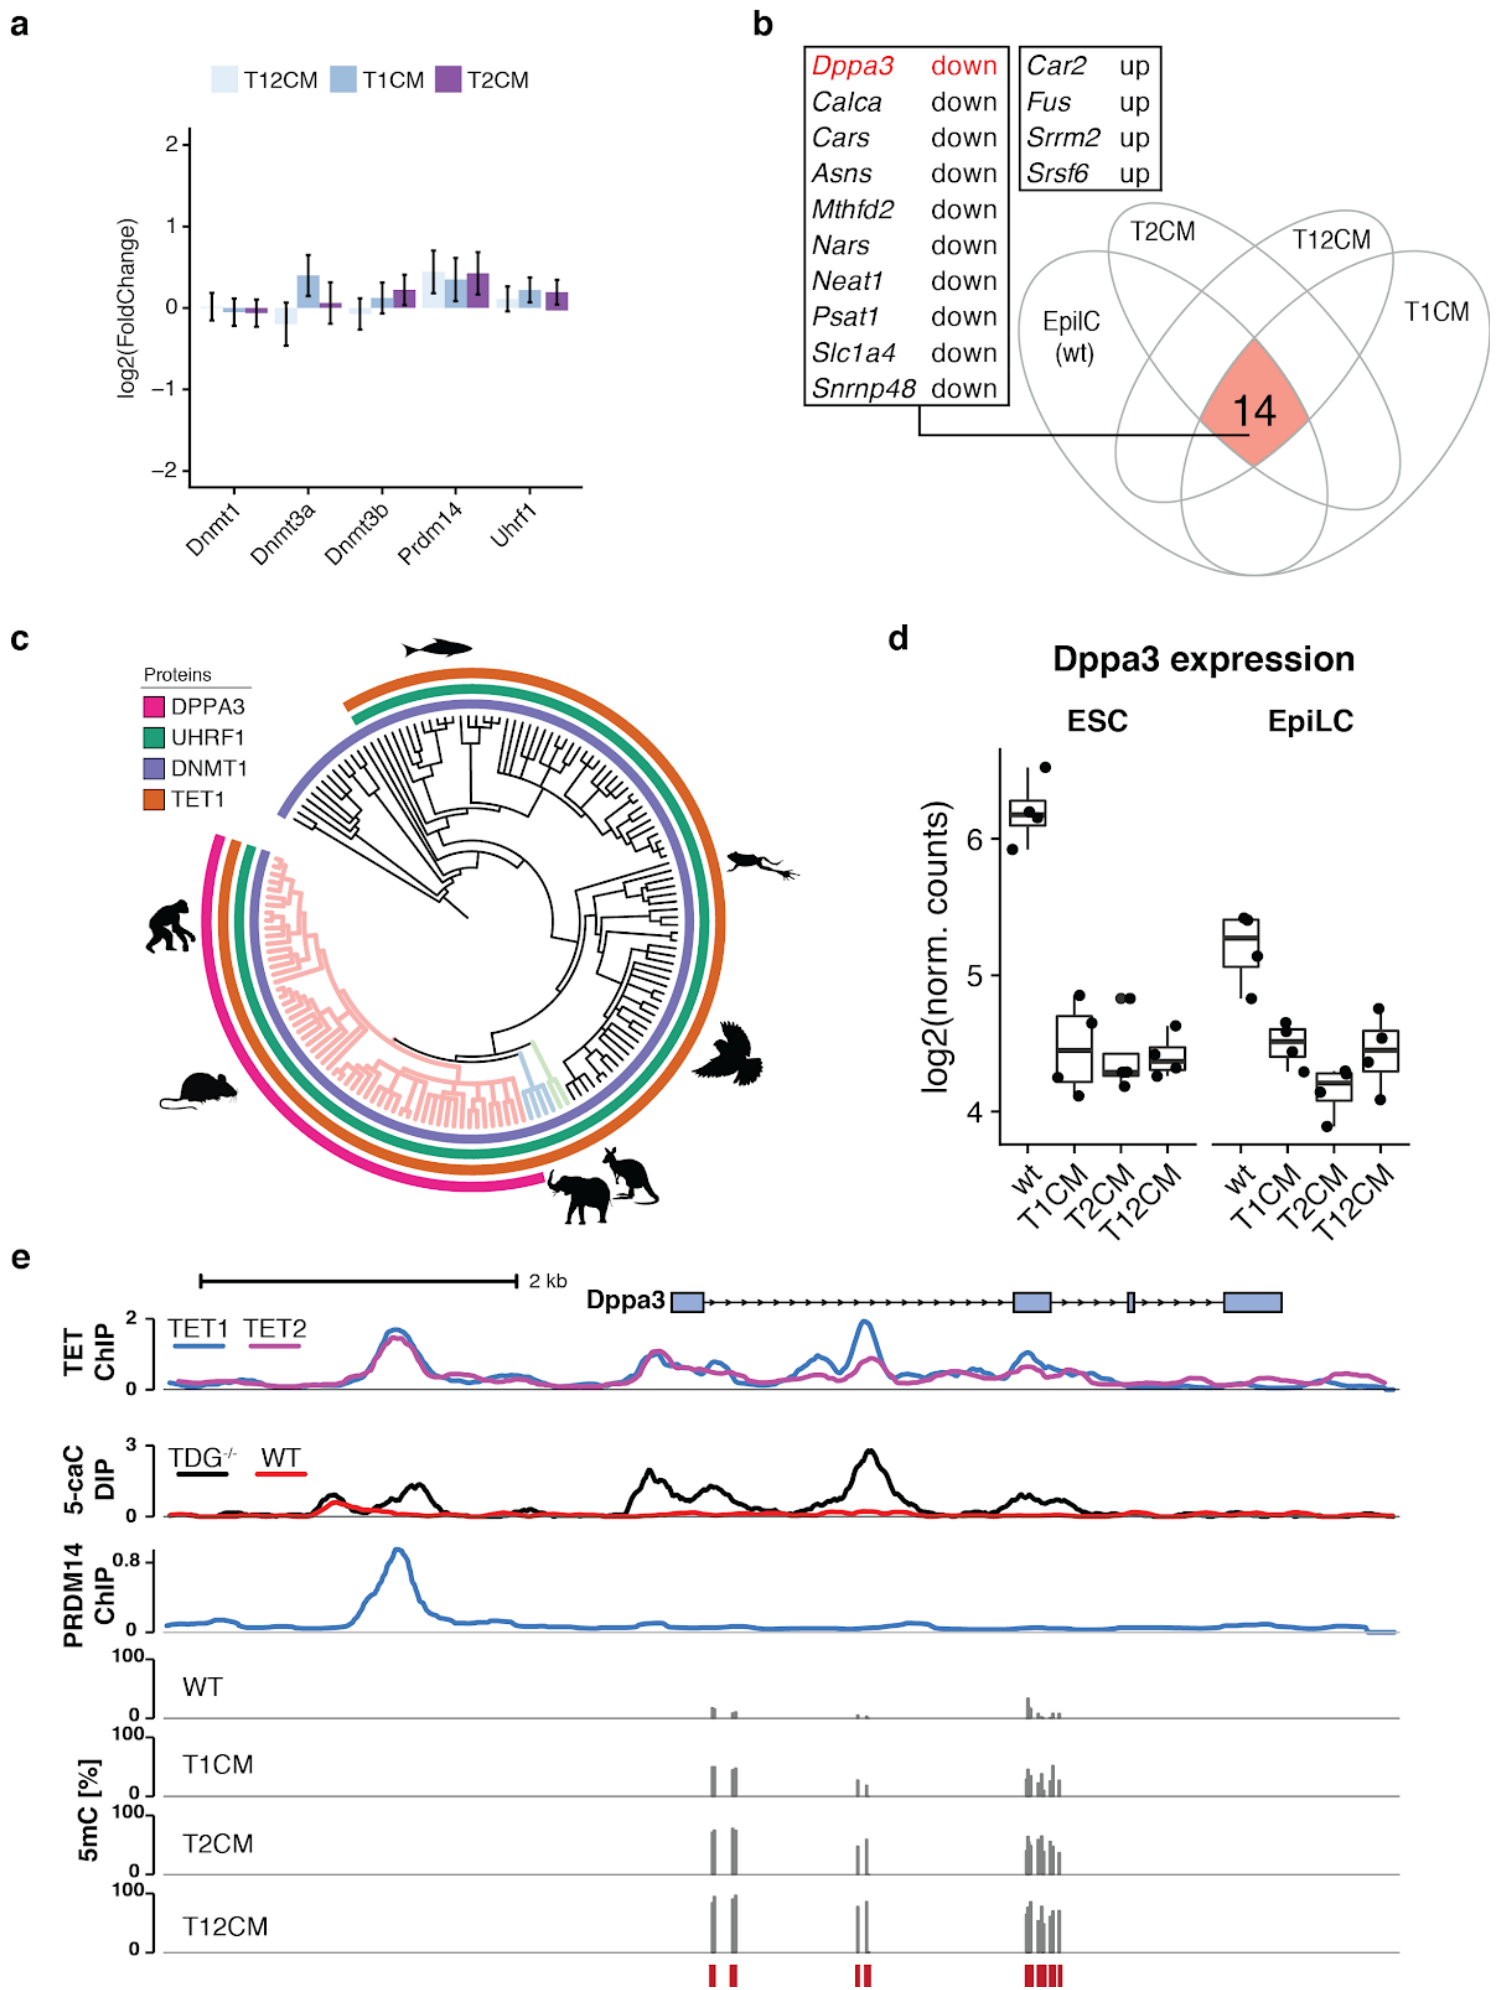 a
T12CM T1CM T2CM
log2(FoldChange)
2
1
0
−1
−2
Dnmt1 Dnmt3a Dnmt3b Prdm14 Uhrf1
b
Dppa3 down
Calca down
Cars down
Asns down
Mthfd2 down
Nars down
Neat1 down
Psat1 down
Slc1a4 down
Snrnp48 down
Car2 up
Fus up
Srrm2 up
Srsf6 up
T2CM
T12CM
EpilC
(wt)
T1CM
14
c
Proteins
DPPA3
UHRF1
DNMT1
TET1
d
Dppa3 expression
ESC EpiLC
log2(norm. counts)
6
5
4
wt T1CM T2CM T12CM wt T1CM T2CM T12CM
e
2 kb
Dppa3
TET
ChIP
2
0
TET1 TET2
5-caC
DIP
3
0
TDG-/- WT
PRDM14
ChIP
0.8
0
5mC [%]
100
WT
0
100
T1CM
0
100
T2CM
0
100
T12CM
0